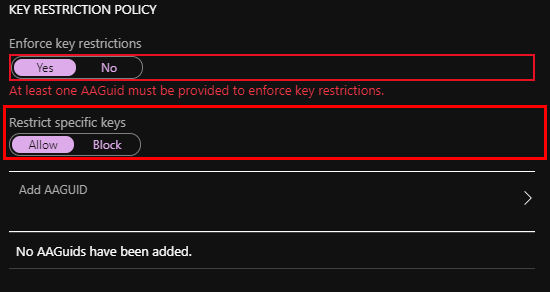 KEY RESTRICTION POLICY
Enforce key restrictions
Yes No
At least one AAGuid must be provided to enforce key restrictions.
Restrict specific keys
Allow Block
Add AAGUID
No AAGuids have been added.